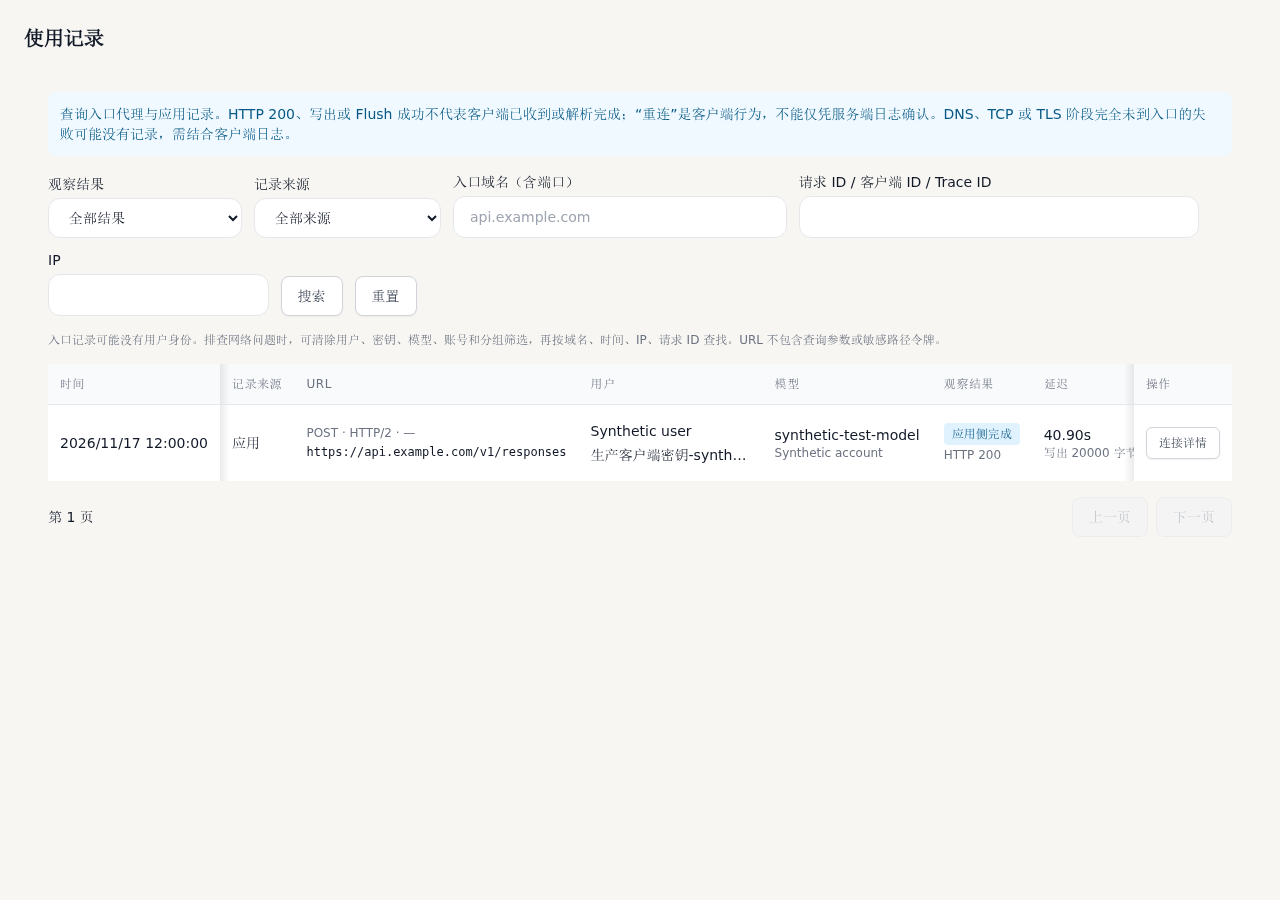 使用记录
查询入口代理与应用记录。HTTP 200、写出或 Flush 成功不代表客户端已收到或解析完成；“重连”是客户端行为，不能仅凭服务端日志确认。DNS、TCP 或 TLS 阶段完全未到入口的失
败可能没有记录，需结合客户端日志。
观察结果 记录来源 入口域名（含端口） 请求 ID / 客户端 ID / Trace ID
全部结果 全部来源 api.example.com
IP
搜索 重置
入口记录可能没有用户身份。排查网络问题时，可清除用户、密钥、模型、账号和分组筛选，再按域名、时间、IP、请求 ID 查找。URL 不包含查询参数或敏感路径令牌。
时间 记录来源 URL 用户 模型 观察结果 延迟 操作
2026/11/17 12:00:00 应用 POST · HTTP/2 · — Synthetic user synthetic-test-model 应用侧完成 40.90s 连接详情
https://api.example.com/v1/responses 生产客户端密钥-synth… Synthetic account HTTP 200 写出 20000 字节
第 1 页 上一页 下一页